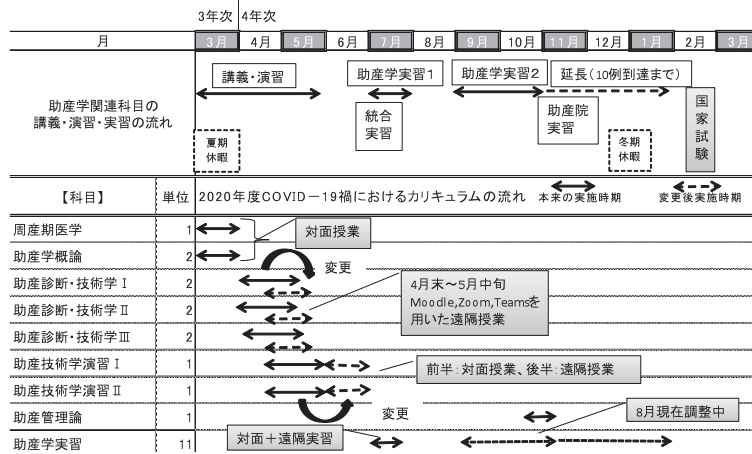 3年次 4年次
月 3月 4月 5月 6月 7月 8月 9月 10月 11月 12月 1月 2月 3月
助産学関連科目の
講義・演習・実習の流れ
講義・演習
助産学実習1
助産学実習2
延長(10例到達まで)
統合
実習
助産院
実習
夏期
休暇
冬期
休暇
国家試験
【科目】 単位 2020年度COVID-19禍におけるカリキュラムの流れ 本来の実施時期 変更後実施時期
周産期医学 1
対面授業
助産学概論 2
変更
助産診断・技術学Ⅰ 2
4月末~5月中旬
Moodle,Zoom,Teamsを
用いた遠隔授業
助産診断・技術学Ⅱ 2
助産診断・技術学Ⅲ 2
助産技術学演習Ⅰ 1
前半:対面授業、後半:遠隔授業
助産技術学演習Ⅱ 1
助産管理論 1
変更
8月現在調整中
助産学実習 11
対面+遠隔実習